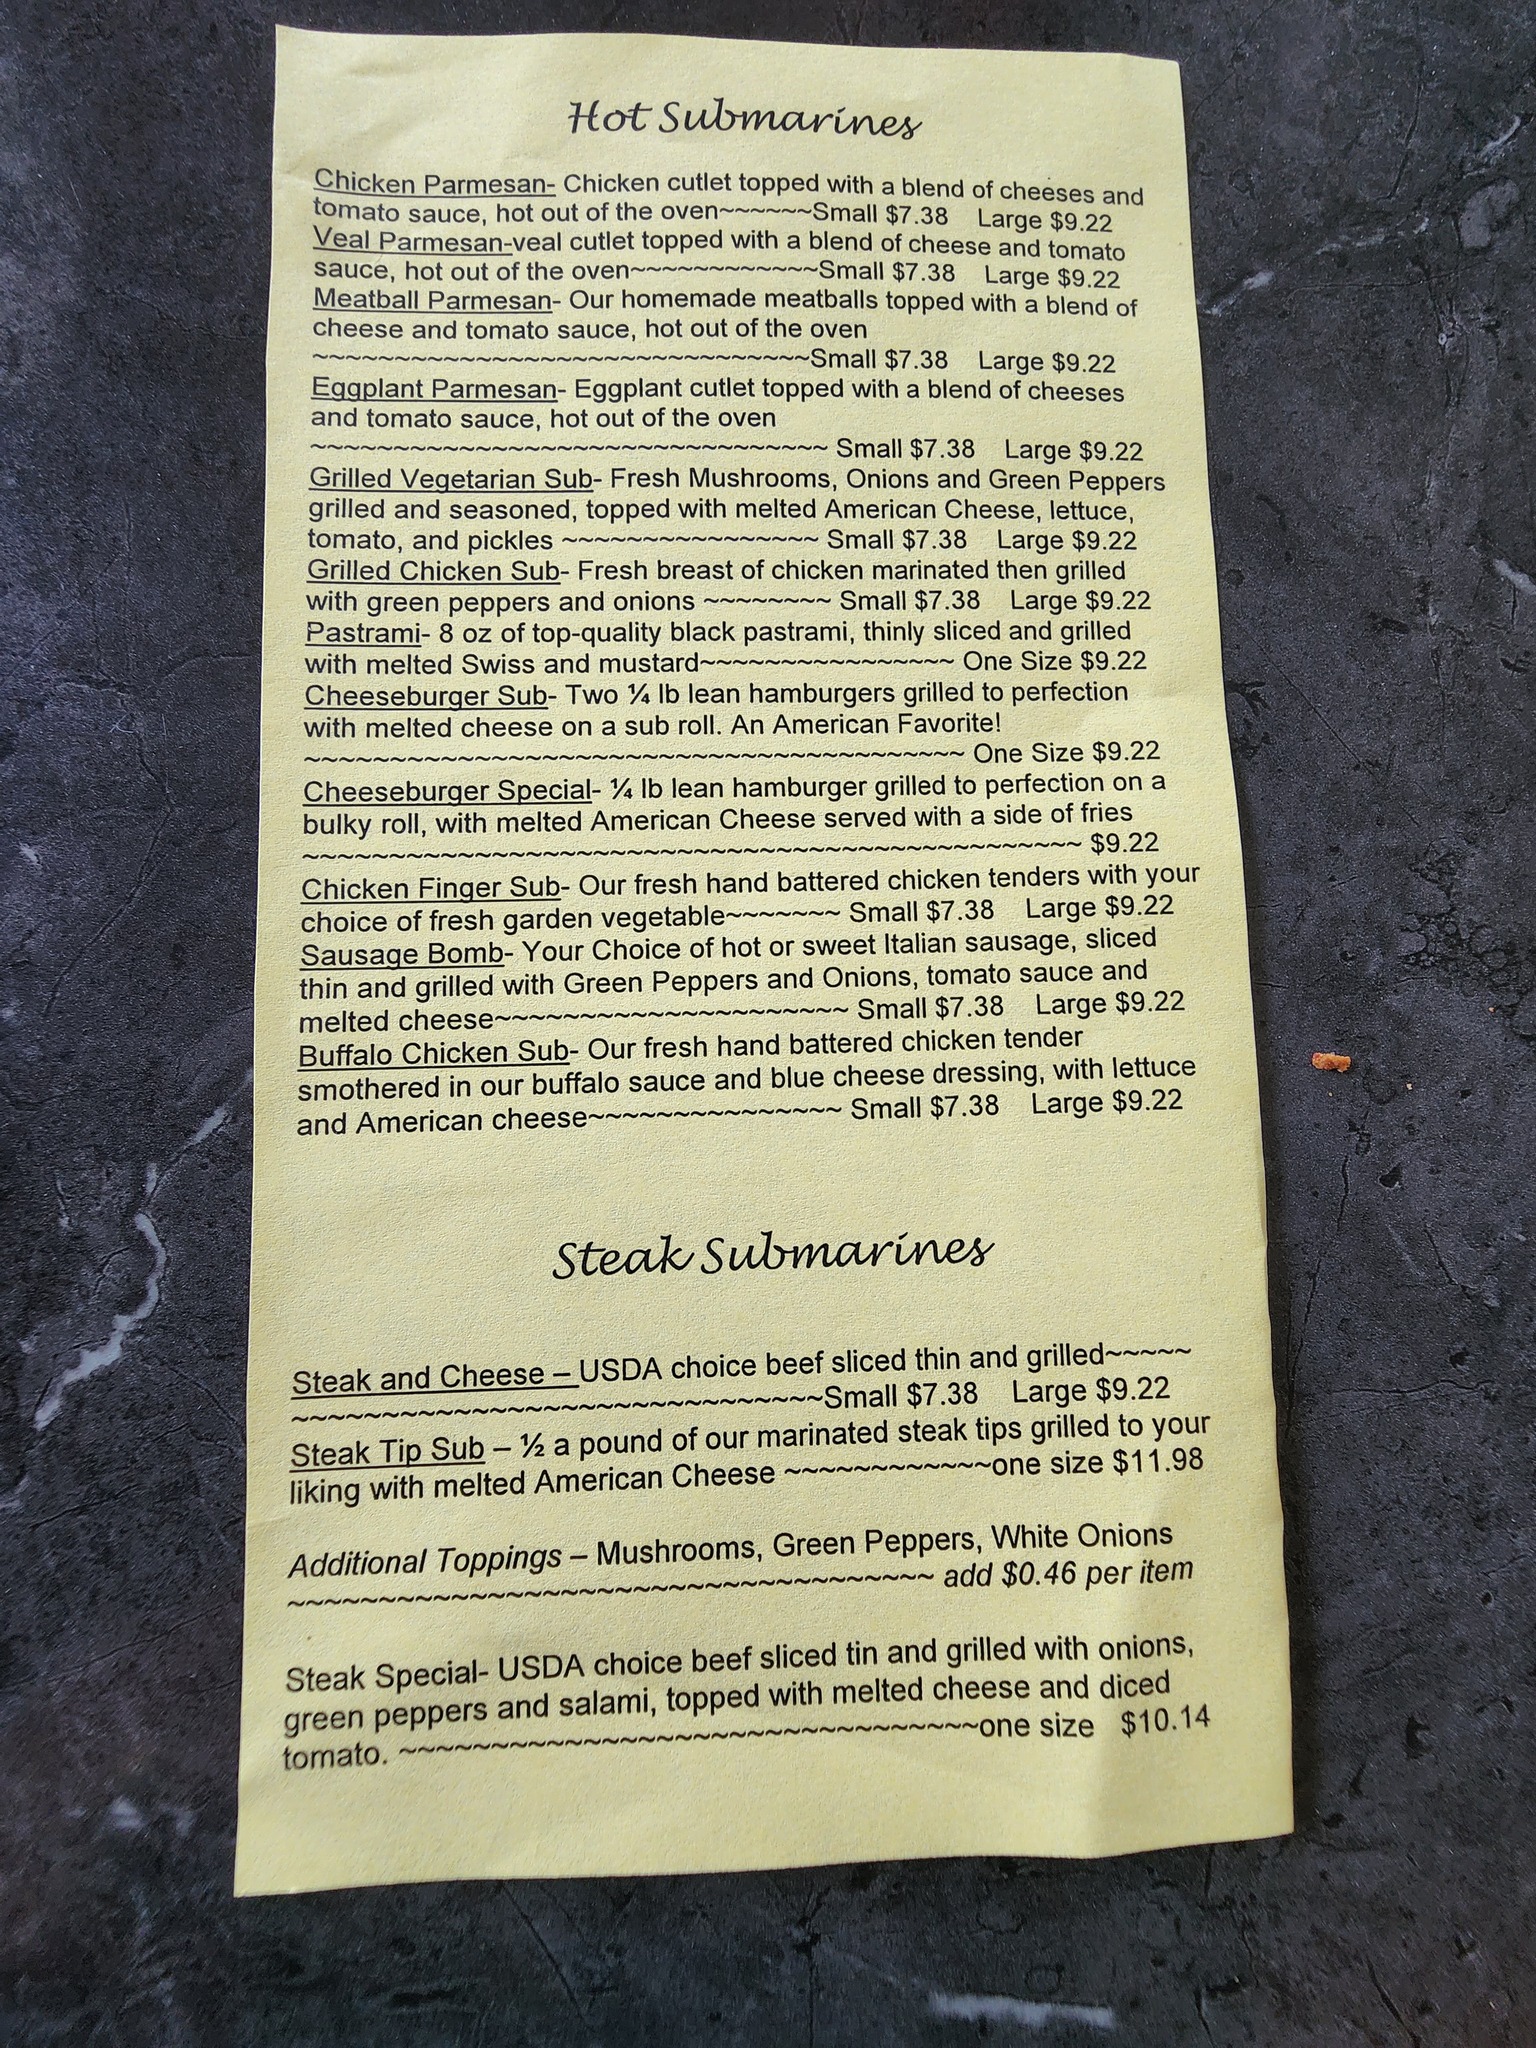 Hot Submarines
Chicken Parmesan- Chicken cutlet topped with a blend of cheeses and
tomato sauce, hot out of the oven~~~~~~Small $7.38 Large $9.22
Veal Parmesan-veal cutlet topped with a blend of cheese and tomato
sauce, hot out of the oven~~~~~~~~~~~~Small $7.38 Large $9.22
Meatball Parmesan- Our homemade meatballs topped with a blend of
cheese and tomato sauce, hot out of the oven
~~~~~~~~~~~~~~~~~~~~~~~~~~~~~~~Small $7.38 Large $9.22
Eggplant Parmesan- Eggplant cutlet topped with a blend of cheeses
and tomato sauce, hot out of the oven
~~~~~~~~~~~~~~~~~~~~~~~~~~~~~~~~ Small $7.38 Large $9.22
Grilled Vegetarian Sub- Fresh Mushrooms, Onions and Green Peppers
grilled and seasoned, topped with melted American Cheese, lettuce,
tomato, and pickles ~~~~~~~~~~~~~~~~ Small $7.38 Large $9.22
Grilled Chicken Sub- Fresh breast of chicken marinated then grilled
with green peppers and onions ~~~~~~~~ Small $7.38 Large $9.22
Pastrami- 8 oz of top-quality black pastrami, thinly sliced and grilled
with melted Swiss and mustard~~~~~~~~~~~~~~~~ One Size $9.22
Cheeseburger Sub- Two ¼ lb lean hamburgers grilled to perfection
with melted cheese on a sub roll. An American Favorite!
~~~~~~~~~~~~~~~~~~~~~~~~~~~~~~~~~~~~~~~~ One Size $9.22
Cheeseburger Special- ¼ lb lean hamburger grilled to perfection on a
bulky roll, with melted American Cheese served with a side of fries
~~~~~~~~~~~~~~~~~~~~~~~~~~~~~~~~~~~~~~~~~~~~~~ $9.22
Chicken Finger Sub- Our fresh hand battered chicken tenders with your
choice of fresh garden vegetable~~~~~~~ Small $7.38 Large $9.22
Sausage Bomb- Your Choice of hot or sweet Italian sausage, sliced
thin and grilled with Green Peppers and Onions, tomato sauce and
melted cheese~~~~~~~~~~~~~~~~~~~~~ Small $7.38 Large $9.22
Buffalo Chicken Sub- Our fresh hand battered chicken tender
smothered in our buffalo sauce and blue cheese dressing, with lettuce
and American cheese~~~~~~~~~~~~~~~ Small $7.38 Large $9.22
Steak Submarines
Steak and Cheese – USDA choice beef sliced thin and grilled~~~~~
~~~~~~~~~~~~~~~~~~~~~~~~~~~~~~Small $7.38 Large $9.22
Steak Tip Sub – ½ a pound of our marinated steak tips grilled to your
liking with melted American Cheese ~~~~~~~~~~~~one size $11.98
Additional Toppings – Mushrooms, Green Peppers, White Onions
~~~~~~~~~~~~~~~~~~~~~~~~~~~~~~~~~~~~ add $0.46 per item
Steak Special- USDA choice beef sliced tin and grilled with onions,
green peppers and salami, topped with melted cheese and diced
tomato. ~~~~~~~~~~~~~~~~~~~~~~~~~~~~~~~~one size $10.14